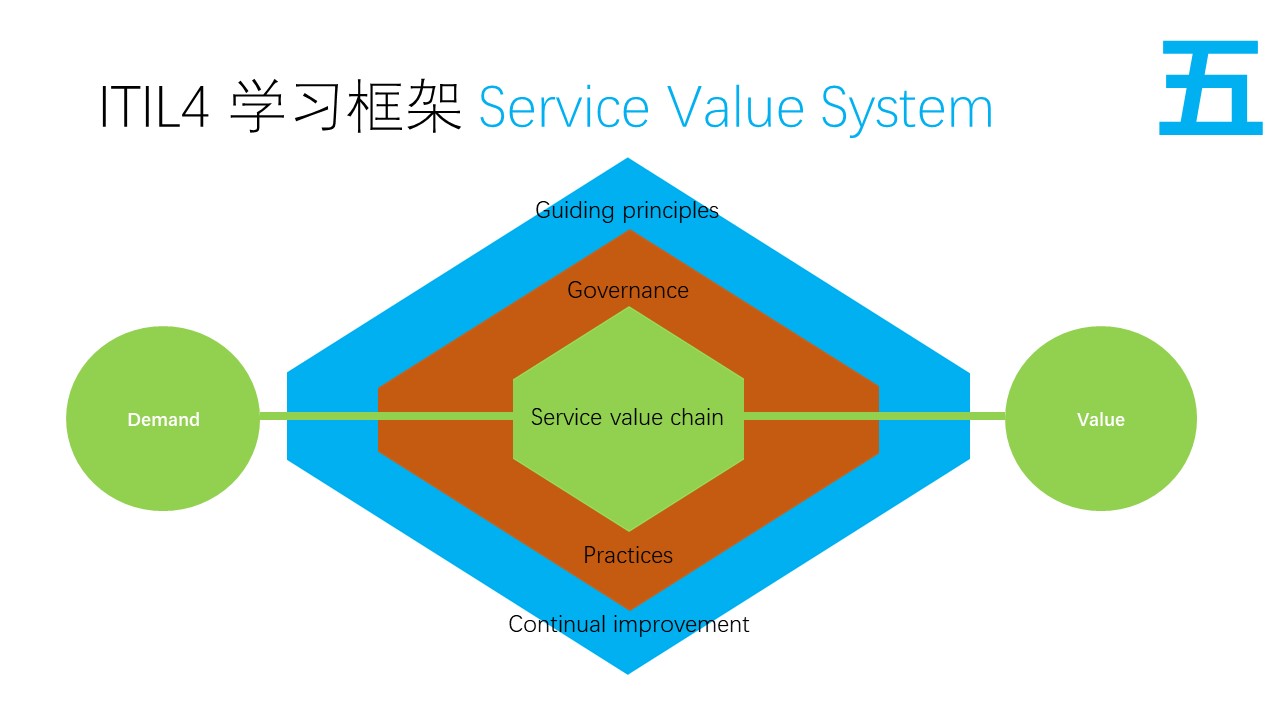 ITIL4 学习框架 Service Value System
五
Guiding principles
Governance
Demand
Service value chain
Value
Practices
Continual improvement